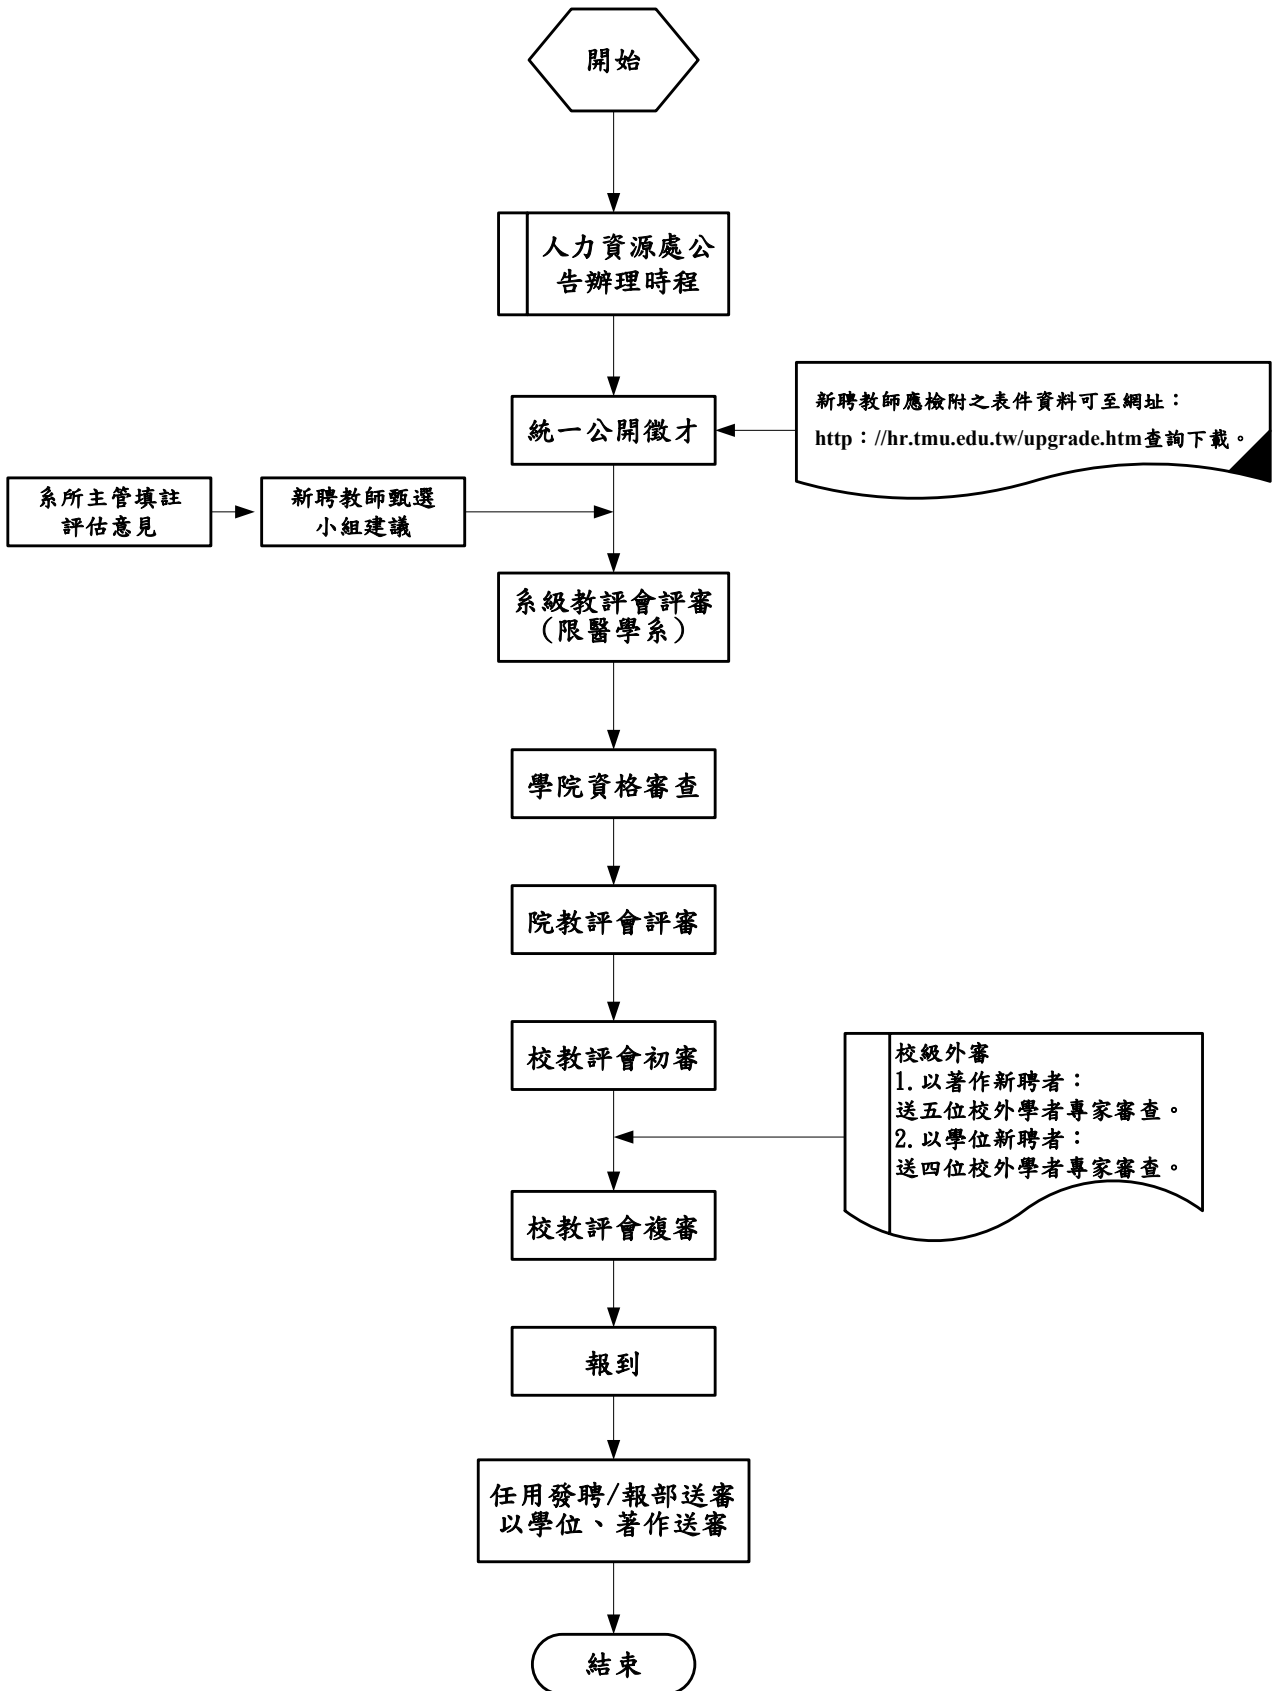 開始
人力資源處公
告辦理時程
統一公開徵才
新聘教師應檢附之表件資料可至網址：
http：//hr.tmu.edu.tw/upgrade.htm查詢下載。
系所主管填註
評估意見
新聘教師甄選
小組建議
系級教評會評審
(限醫學系)
學院資格審查
院教評會評審
校教評會初審
校級外審
1.以著作新聘者：
送五位校外學者專家審查。
2.以學位新聘者：
送四位校外學者專家審查。
校教評會複審
報到
任用發聘/報部送審
以學位、著作送審
結束